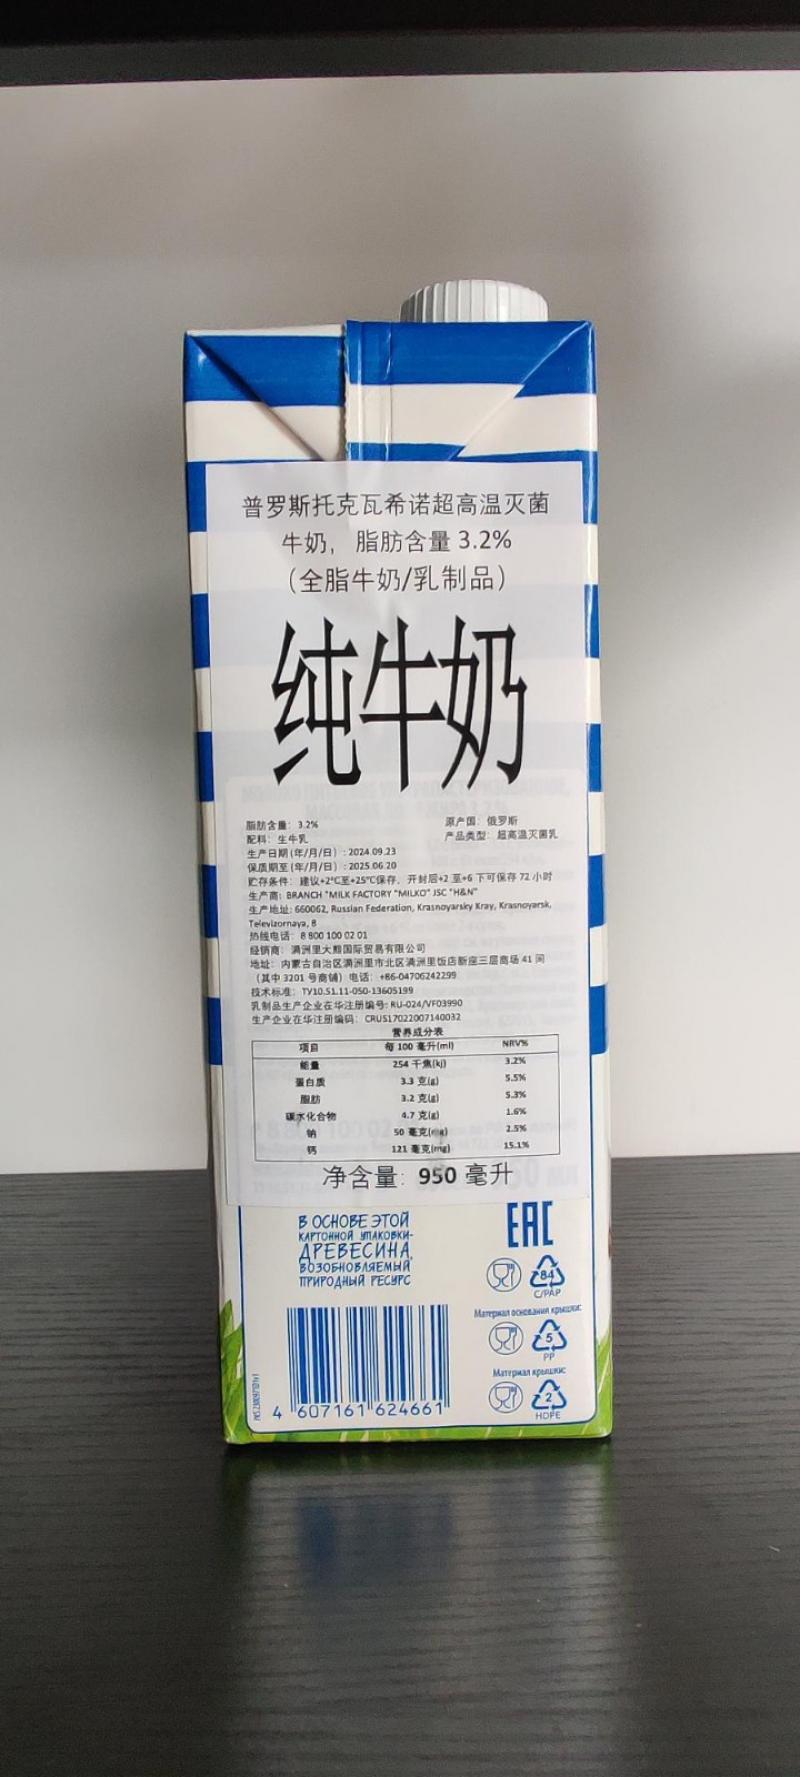 普罗斯托克瓦希诺超高温灭菌
牛奶，脂肪含量 3.2%
（全脂牛奶/乳制品）
纯牛奶
脂肪含量：3.2% 原产国：俄罗斯
配料：生牛乳 产品类型：超高温灭菌乳
生产日期(年/月/日）：2024.09.23
保质期至(年/月/日）：2025.06.20
贮存条件：建议+2℃至+25℃保存，开封后+2 至+6 下可保存 72 小时
生产商：BRANCH "MILK FACTORY "MILKO" JSC "H&N"
生产地址: 660062, Russian Federation, Krasnoyarsky Kray, Krasnoyarsk,
Televizornaya, 8
热线电话：8 800 100 02 01
经销商：满洲里大熊国际贸易有限公司
地址：内蒙古自治区满洲里市北区满洲里饭店新座三层商场 41 间
（其中 3201 号商铺）电话：+86-04706242299
技术标准：TY10.51.11-050-13605199
乳制品生产企业在华注册编号: RU-024/VF03990
生产企业在华注册编码：CRUS17022007140032
营养成分表
项目 每 100 毫升(ml) NRV%
能量 254 千焦(kj) 3.2%
蛋白质 3.3 克(g) 5.5%
脂肪 3.2 克(g) 5.3%
碳水化合物 4.7 克(g) 1.6%
钠 50 毫克(mg) 2.5%
钙 121 毫克(mg) 15.1%
净含量：950 毫升
В ОСНОВЕ ЭТОЙ
КАРТОННОЙ УПАКОВКИ-
ДРЕВЕСИНА,
ВОЗОБНОВЛЯЕМЫЙ
ПРИРОДНЫЙ РЕСУРС
EAC
84
C/PAP
Материал основания крышки:
5
PP
Материал крышки:
2
HDPE
4 607161 624661